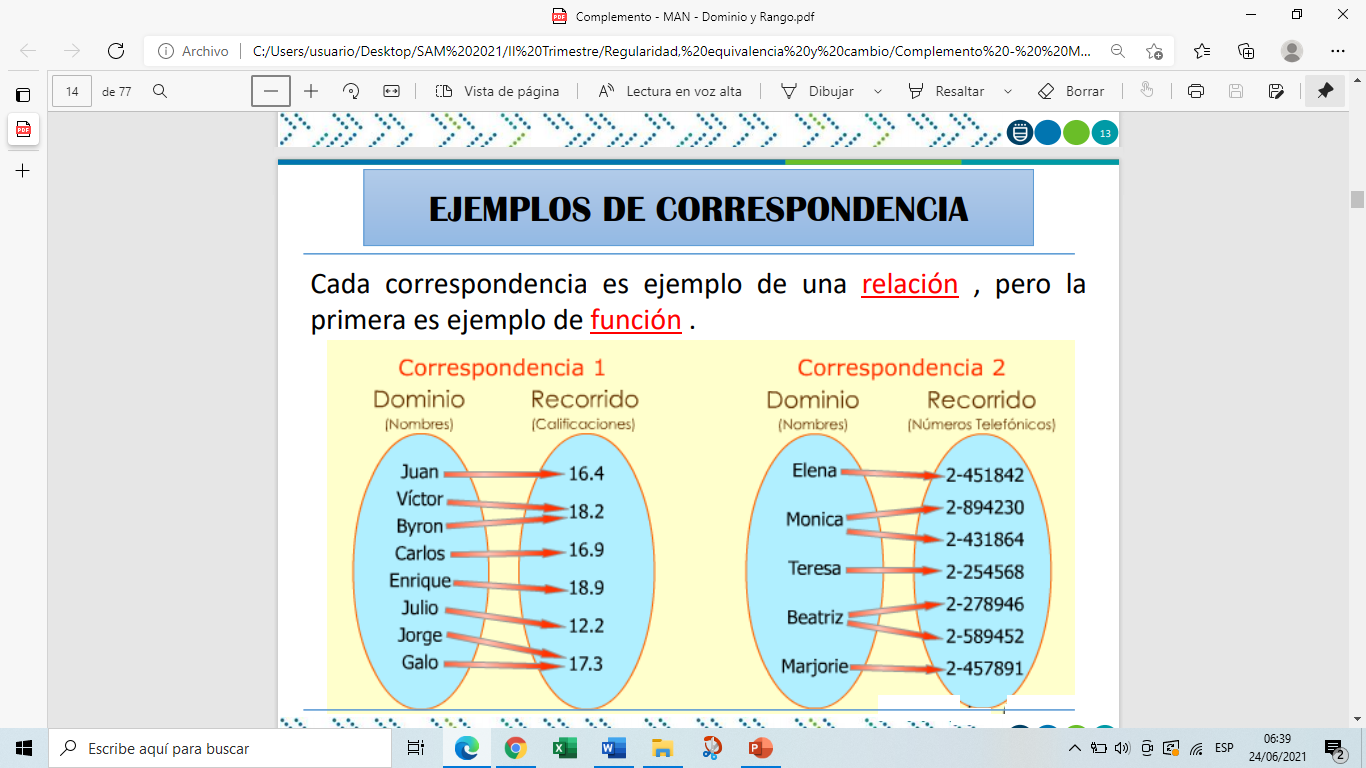 Complemento - MAN - Dominio y Rango.pdf
Archivo
C:/Users/usuario/Desktop/SAM%202021/II%20Trimestre/Regularidad,%20equivalencia%20y%20cambio/Complemento%20-%20%20M...
14 de 77
Vista de página
Lectura en voz alta
Dibujar
Resaltar
Borrar
13
EJEMPLOS DE CORRESPONDENCIA
Cada correspondencia es ejemplo de una relación , pero la
primera es ejemplo de función .
Correspondencia 1
Dominio Recorrido
(Nombres) (Calificaciones)
Juan 16.4
Víctor
18.2
Byron
Carlos 16.9
Enrique 18.9
Julio 12.2
Jorge
Galo 17.3
Correspondencia 2
Dominio Recorrido
(Nombres) (Números Telefónicos)
Elena 2-451842
2-894230
Monica
2-431864
Teresa 2-254568
2-278946
Beatriz
2-589452
Marjorie 2-457891
Escribe aquí para buscar
ESP
06:39
24/06/2021
2